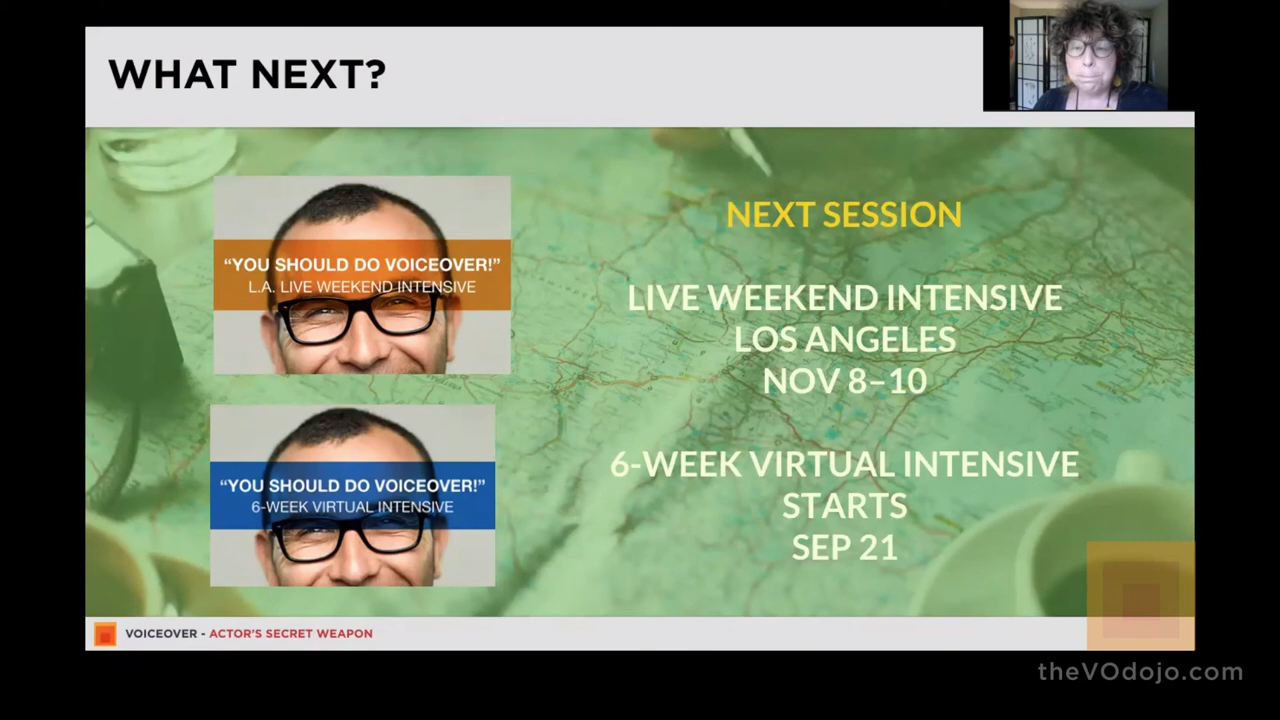 WHAT NEXT?
“YOU SHOULD DO VOICEOVER!”
L.A. LIVE WEEKEND INTENSIVE
“YOU SHOULD DO VOICEOVER!”
6-WEEK VIRTUAL INTENSIVE
NEXT SESSION
LIVE WEEKEND INTENSIVE
LOS ANGELES
NOV 8–10
6-WEEK VIRTUAL INTENSIVE
STARTS
SEP 21
VOICEOVER - ACTOR'S SECRET WEAPON
theVOdojo.com